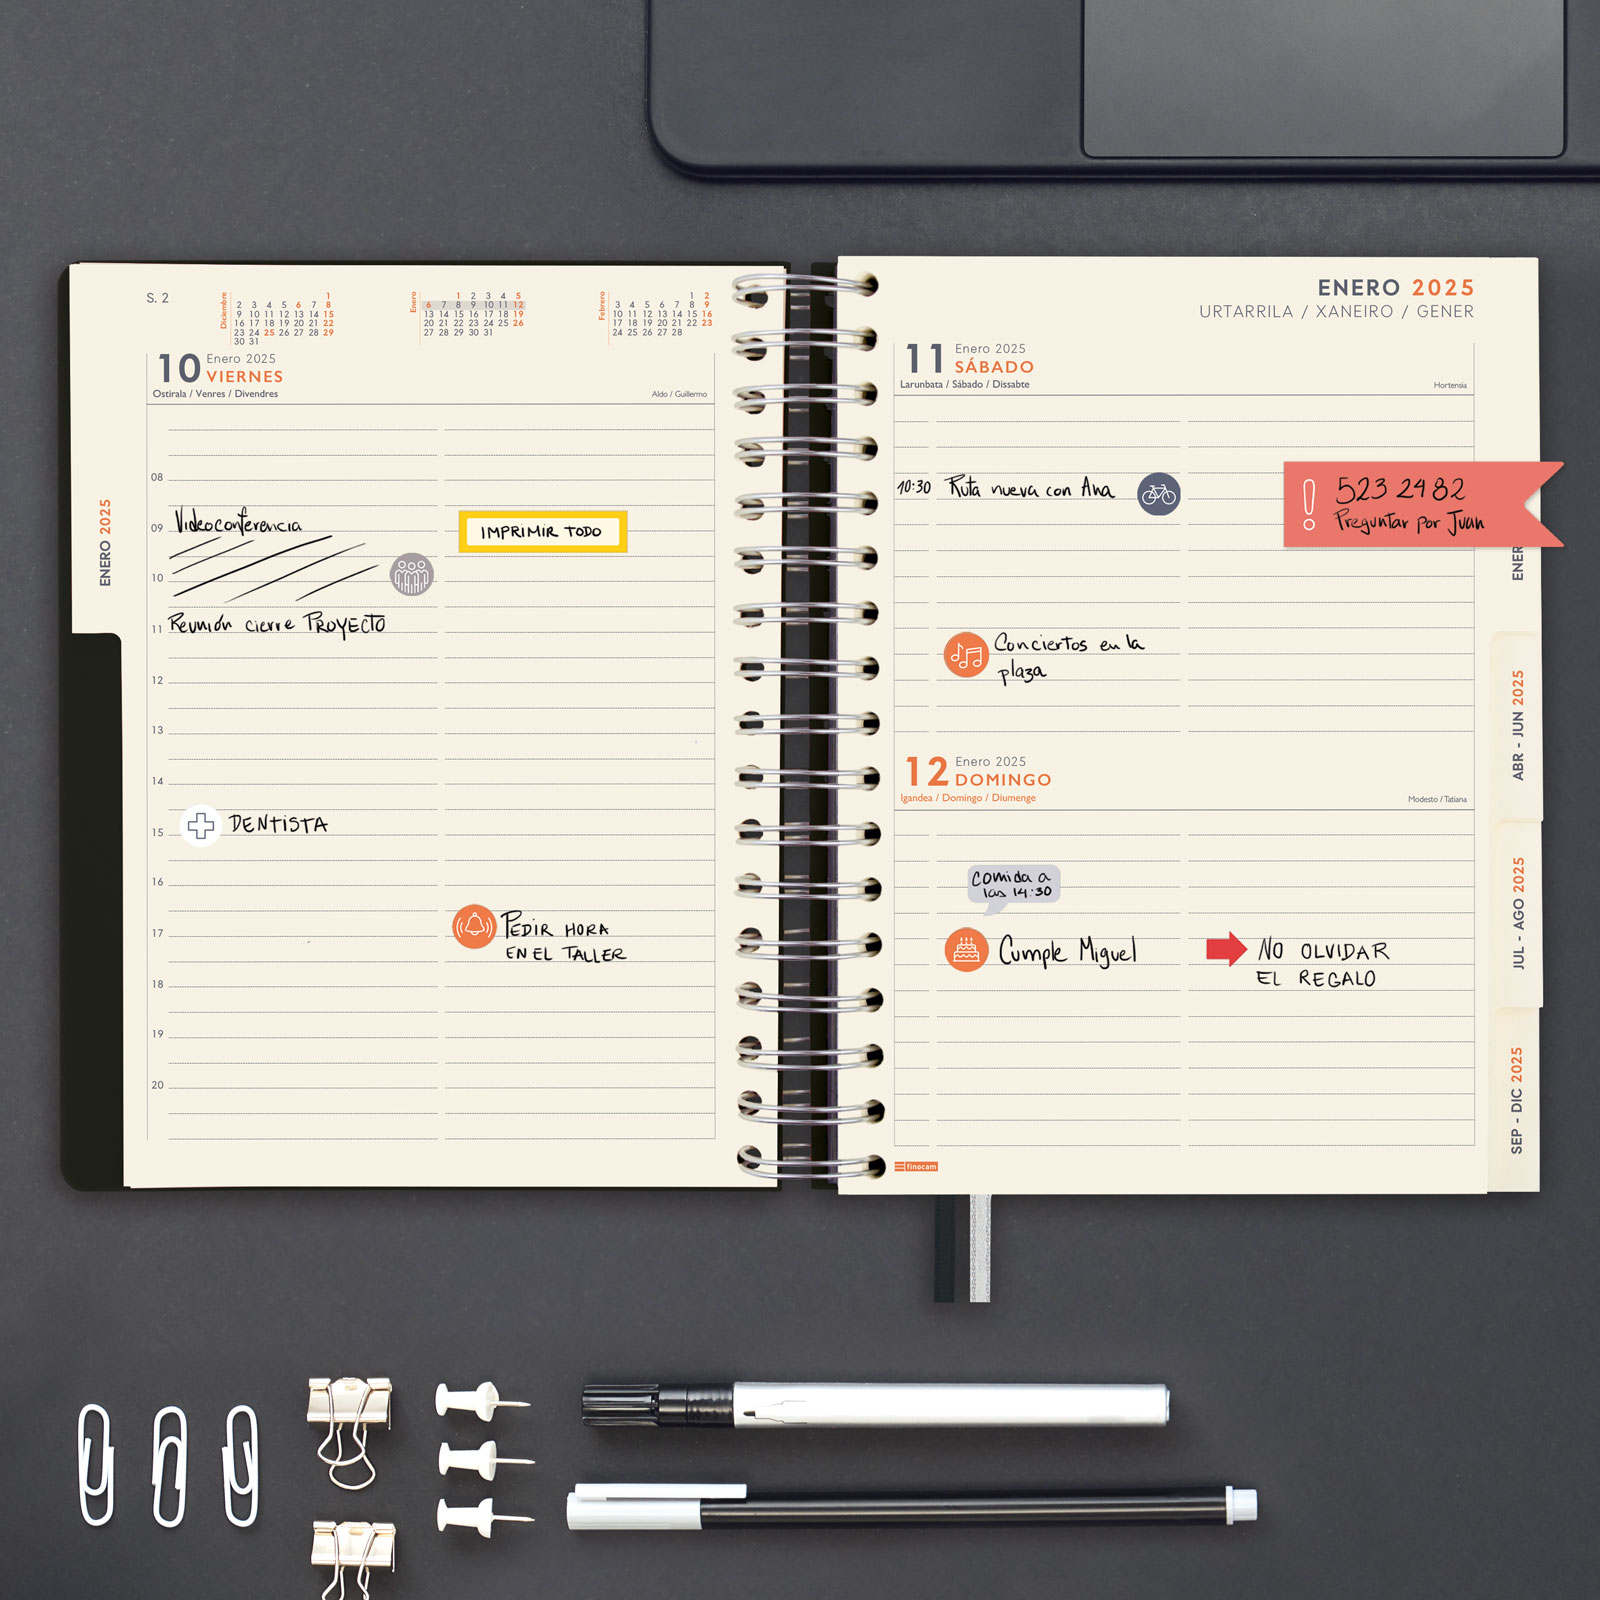 S. 2
Diciembre
1
2 3 4 5 6 7 8
9 10 11 12 13 14 15
16 17 18 19 20 21 22
23 24 25 26 27 28 29
30 31
Enero
1 2 3 4 5
6 7 8 9 10 11 12
13 14 15 16 17 18 19
20 21 22 23 24 25 26
27 28 29 30 31
Febrero
1 2
3 4 5 6 7 8 9
10 11 12 13 14 15 16
17 18 19 20 21 22 23
24 25 26 27 28
10 Enero 2025
VIERNES
Ostirala / Venres / Divendres
Aldo / Guillermo
ENERO 2025
08
09 Videoconferencia
IMPRIMIR TODO
10
11 Reunión cierre PROYECTO
12
13
14
15 DENTISTA
16
17
PEDIR HORA
EN EL TALLER
18
19
20
ENERO 2025
URTARRILA / XANEIRO / GENER
11 Enero 2025
SÁBADO
Larunbata / Sábado / Dissabte
Hortensia
10:30 Ruta nueva con Ana
523 24 82
Preguntar por Juan
ENER
Conciertos en la
plaza
12 Enero 2025
DOMINGO
Igandea / Domingo / Diumenge
Modesto / Tatiana
Comida a
las 14:30
Cumple Miguel
NO OLVIDAR
EL REGALO
ABR - JUN 2025
JUL - AGO 2025
SEP - DIC 2025
finocam